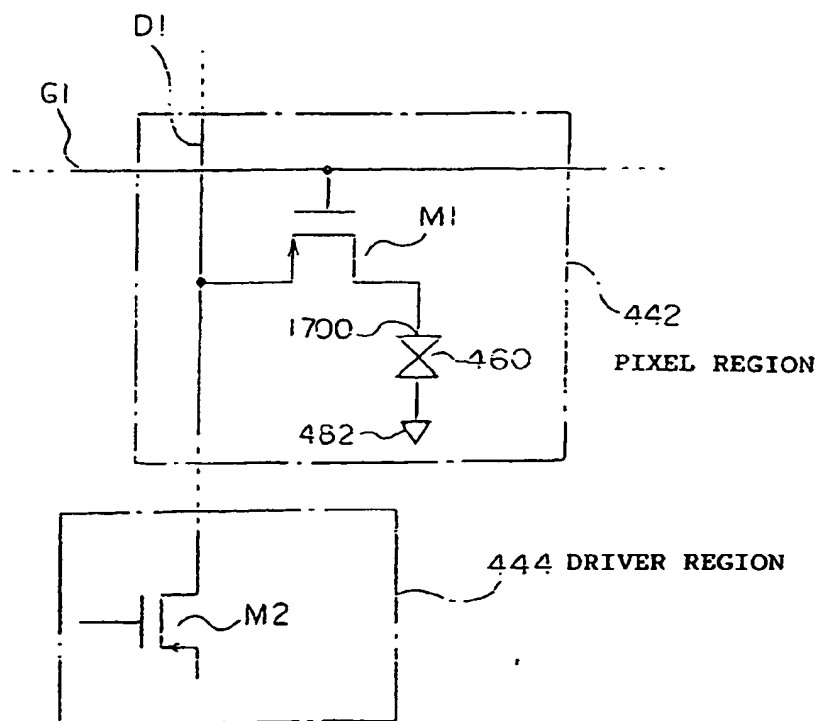 D1
G1
M1
1700
442
460
PIXEL REGION
482
444 DRIVER REGION
M2